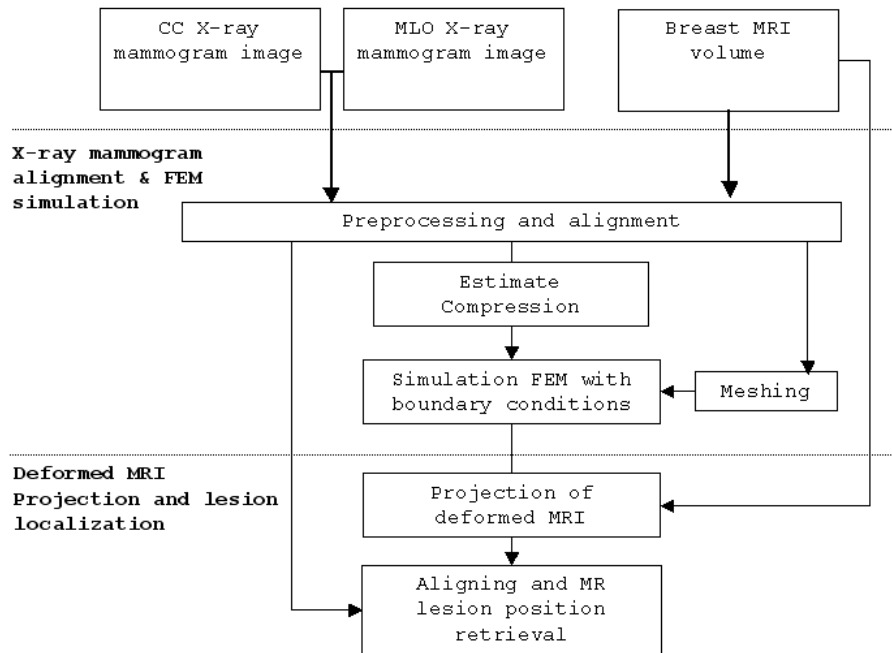 CC X-ray
mammogram image
MLO X-ray
mammogram image
Breast MRI
volume
X-ray mammogram
alignment & FEM
simulation
Preprocessing and alignment
Estimate
Compression
Simulation FEM with
boundary conditions
Meshing
Deformed MRI
Projection and lesion
localization
Projection of
deformed MRI
Aligning and MR
lesion position
retrieval